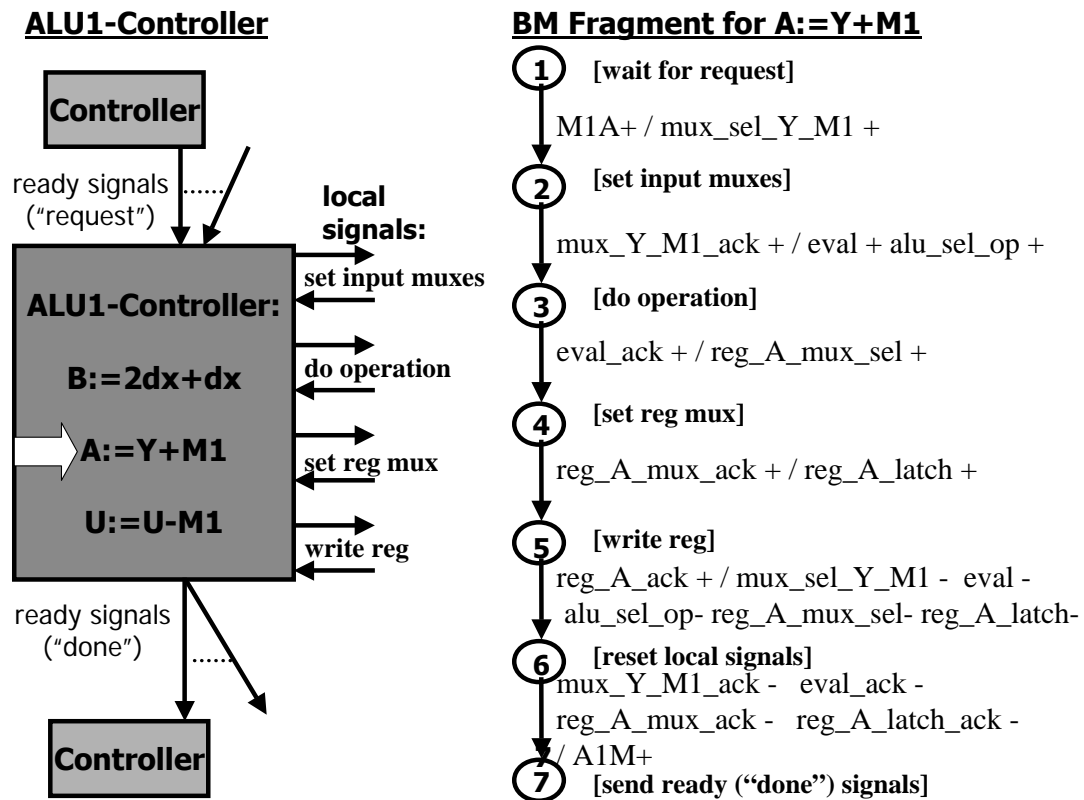 ALU1-Controller
Controller
ready signals
("request")
......
local
signals:
set input muxes
ALU1-Controller:
do operation
B:=2dx+dx
A:=Y+M1
set reg mux
U:=U-M1
write reg
ready signals
("done")
......
Controller
BM Fragment for A:=Y+M1
1 [wait for request]
M1A+ / mux_sel_Y_M1 +
2 [set input muxes]
mux_Y_M1_ack + / eval + alu_sel_op +
3 [do operation]
eval_ack + / reg_A_mux_sel +
4 [set reg mux]
reg_A_mux_ack + / reg_A_latch +
5 [write reg]
reg_A_ack + / mux_sel_Y_M1 - eval -
alu_sel_op- reg_A_mux_sel- reg_A_latch-
6 [reset local signals]
mux_Y_M1_ack - eval_ack -
reg_A_mux_ack - reg_A_latch_ack -
7 / A1M+
7 [send ready (“done”) signals]